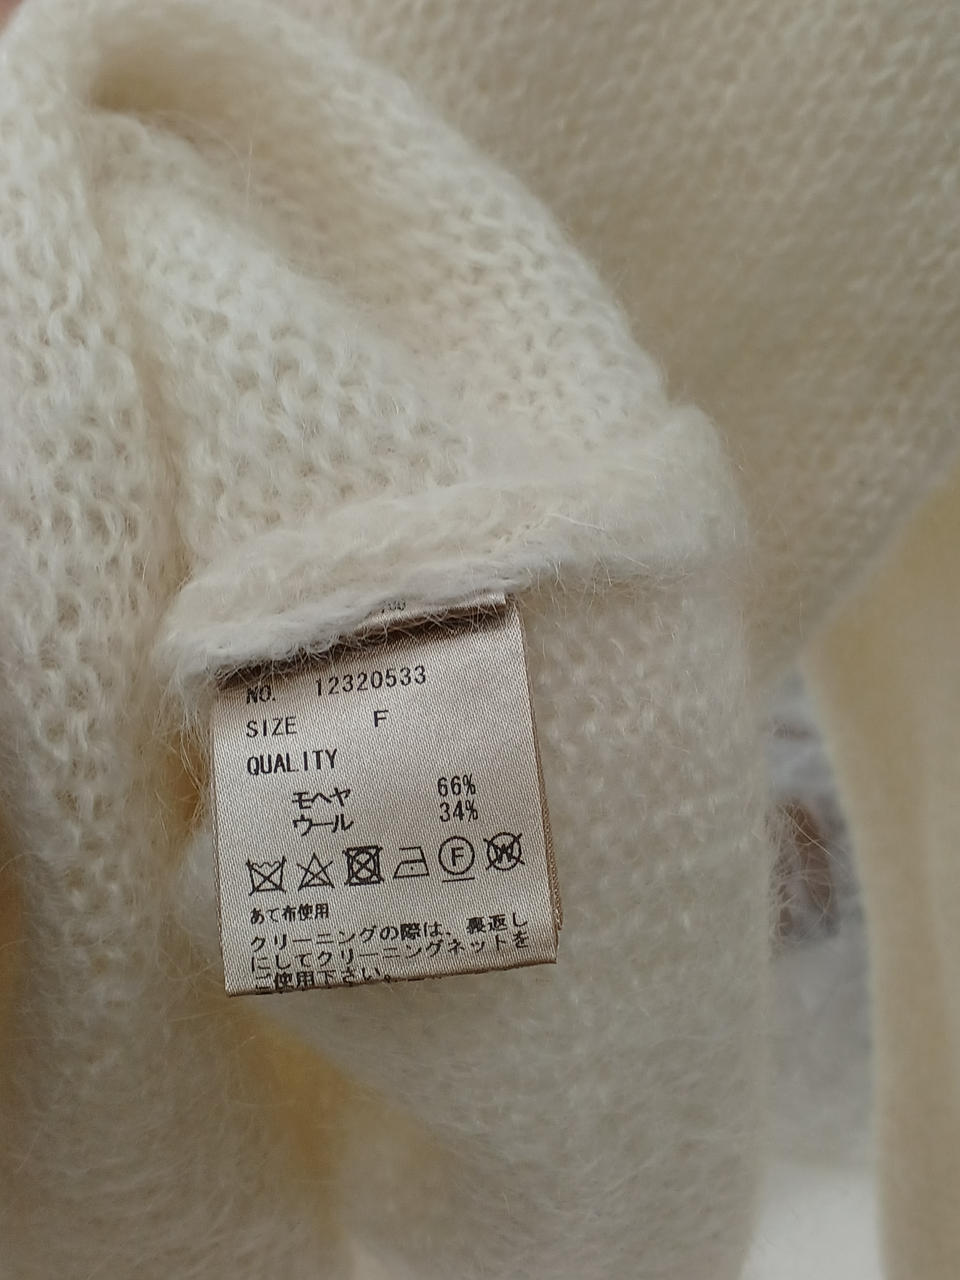 NO. 12320533
SIZE F
QUALITY
モヘヤ 66%
ウール 34%
F W
あて布使用
クリーニングの際は、裏返し
にしてクリーニングネットを
ご使用下さい。